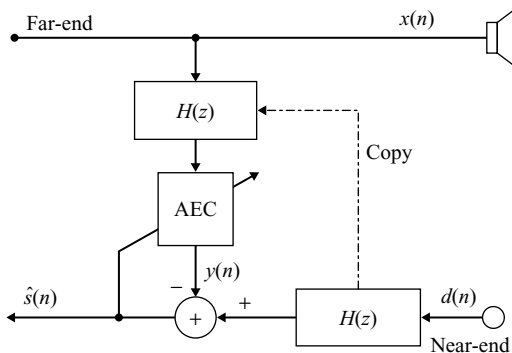 Far-end
x(n)
H(z)
Copy
AEC
−
y(n)
ŝ(n)
+
+
H(z)
d(n)
Near-end